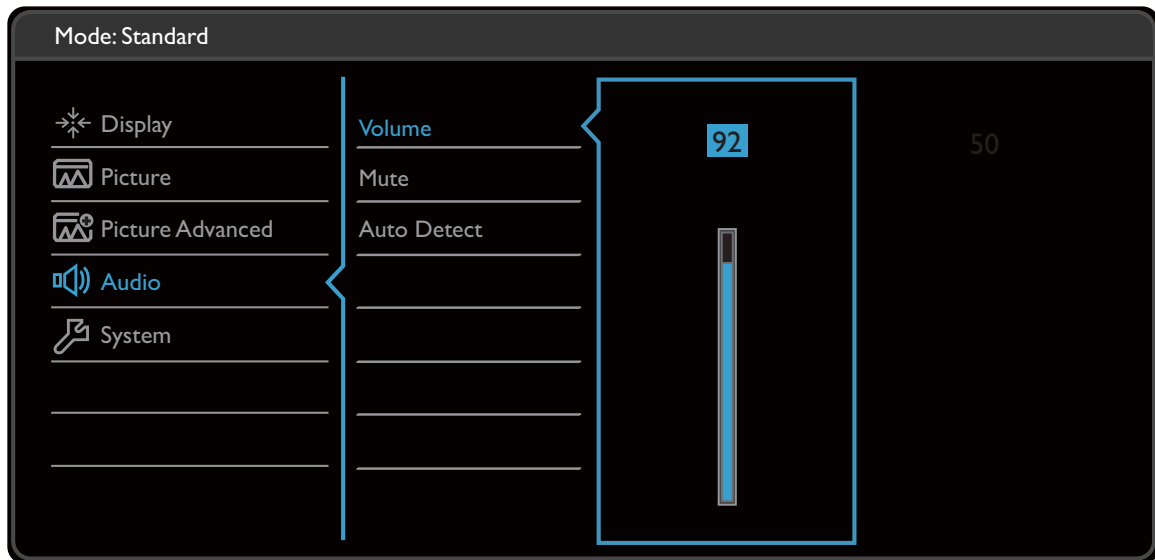 Mode: Standard
Display
Picture
Picture Advanced
Audio
System
Volume
Mute
Auto Detect
92
50